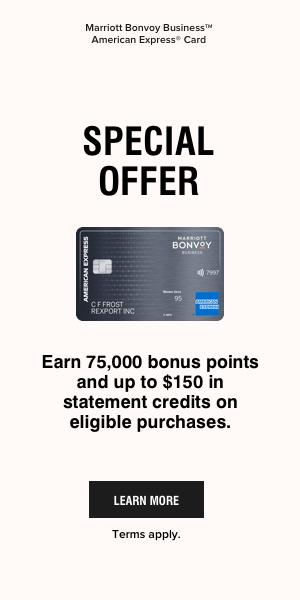 Marriott Bonvoy Business™
American Express® Card
SPECIAL
OFFER
AMERICAN EXPRESS
MARRIOTT
BONVOY
BUSINESS
7997
95
C F FROST
REXPORT INC
AMERICAN
EXPRESS
Earn 75,000 bonus points
and up to $150 in
statement credits on
eligible purchases.
LEARN MORE
Terms apply.